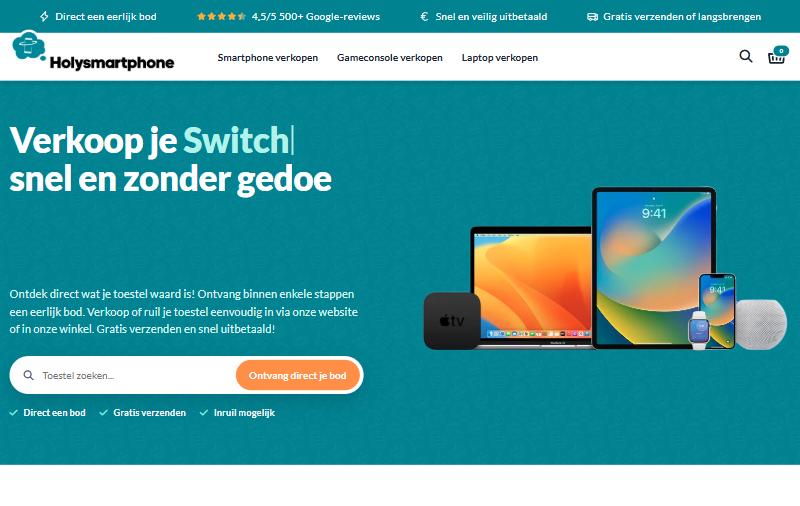 Direct een eerlijk bod
4,5/5 500+ Google-reviews
Snel en veilig uitbetaald
Gratis verzenden of langsbrengen
Holysmartphone
Smartphone verkopen
Gameconsole verkopen
Laptop verkopen
0
Verkoop je Switch
snel en zonder gedoe
9:41
9:41
tv
Ontdek direct wat je toestel waard is! Ontvang binnen enkele stappen
een eerlijk bod. Verkoop of ruil je toestel eenvoudig in via onze website
of in onze winkel. Gratis verzenden en snel uitbetaald!
Toestel zoeken...
Ontvang direct je bod
Direct een bod
Gratis verzenden
Inruil mogelijk